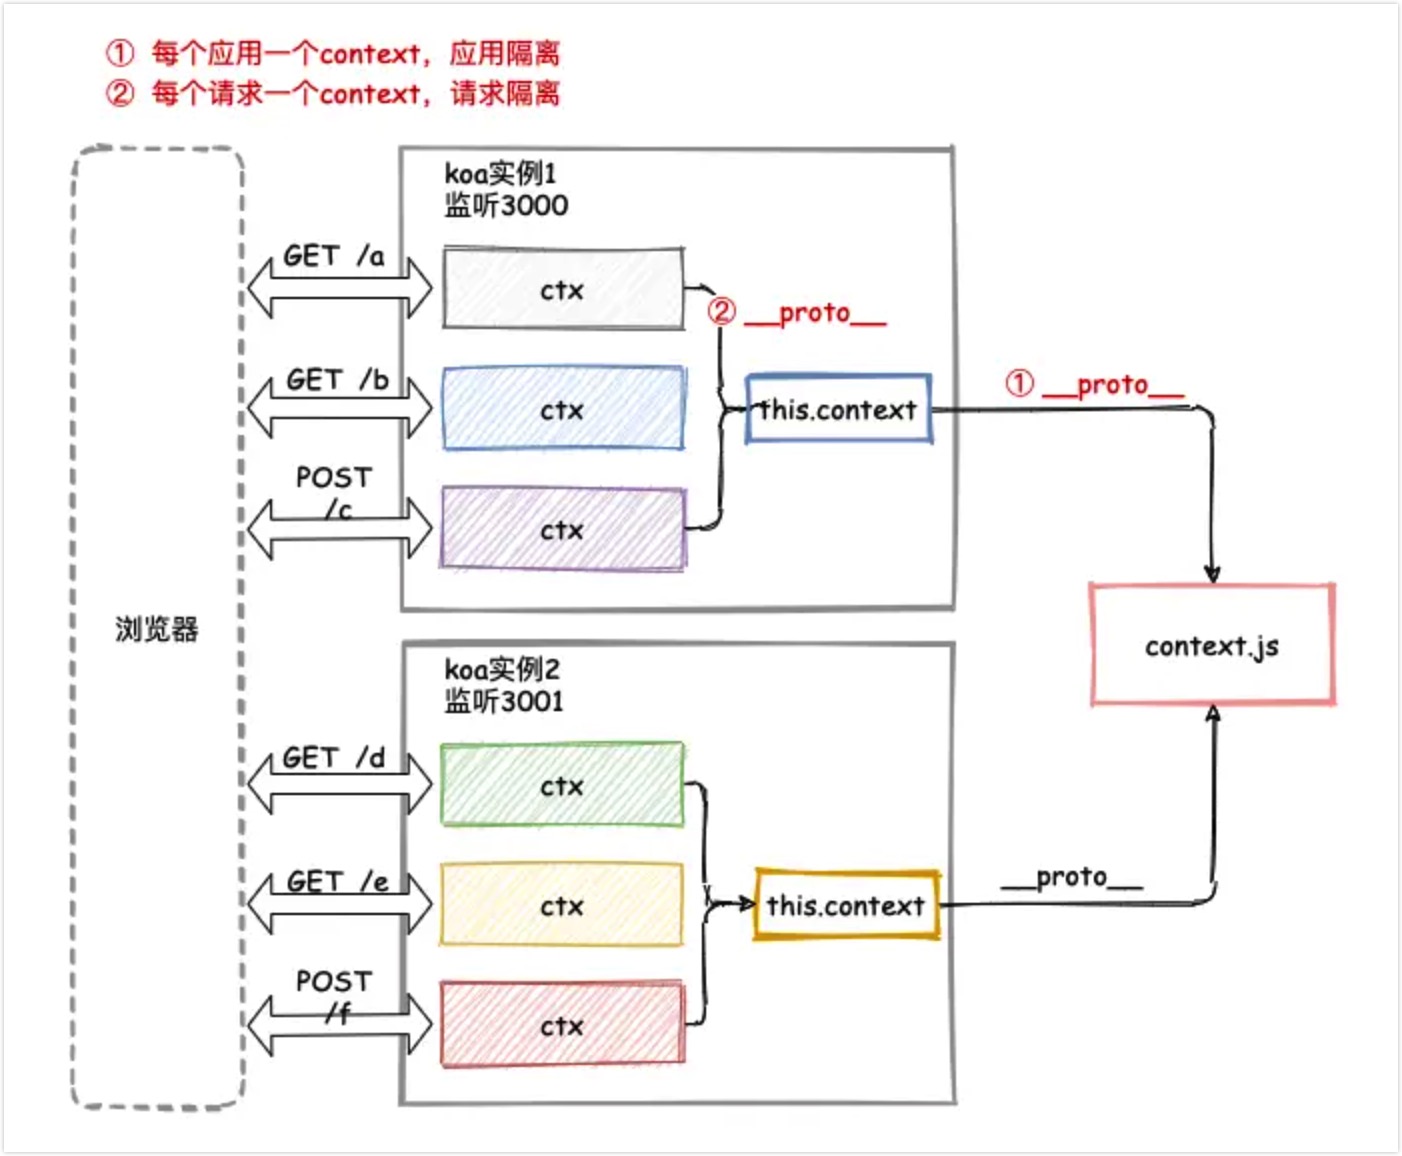 ① 每个应用一个context，应用隔离
② 每个请求一个context，请求隔离
koa实例1
监听3000
GET /a
ctx
② __proto__
GET /b
ctx
this.context
① __proto__
POST
/c
ctx
浏览器
context.js
koa实例2
监听3001
GET /d
ctx
GET /e
ctx
this.context
__proto__
POST
/f
ctx